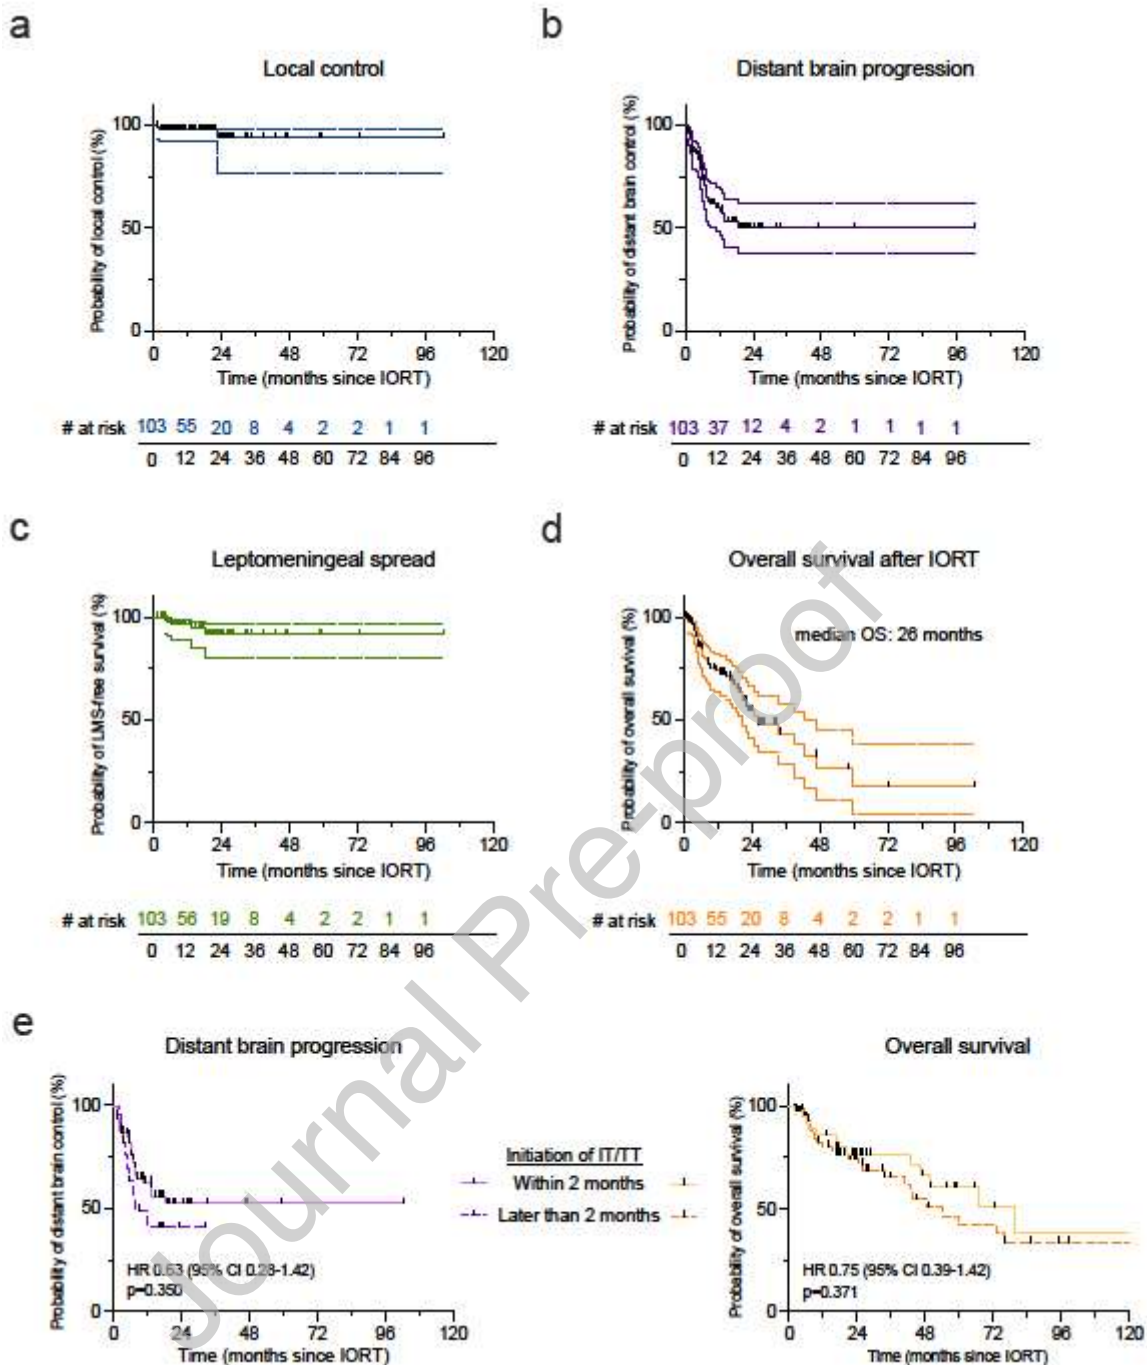 a
Local control
Probability of local control (%)
100
50
0
0 24 48 72 96 120
Time (months since IORT)
# at risk 103 55 20 8 4 2 2 1 1
0 12 24 36 48 60 72 84 96
b
Distant brain progression
Probability of distant brain control (%)
100
50
0
0 24 48 72 96 120
Time (months since IORT)
# at risk 103 37 12 4 2 1 1 1 1
0 12 24 36 48 60 72 84 96
c
Leptomeningeal spread
Probability of LMS-free survival (%)
100
50
0
0 24 48 72 96 120
Time (months since IORT)
# at risk 103 56 19 8 4 2 2 1 1
0 12 24 36 48 60 72 84 96
d
Overall survival after IORT
median OS: 26 months
Probability of overall survival (%)
100
50
0
0 24 48 72 96 120
Time (months since IORT)
# at risk 103 55 20 8 4 2 2 1 1
0 12 24 36 48 60 72 84 96
e
Distant brain progression
Probability of distant brain control (%)
100
50
0
HR 0.63 (95% CI 0.28-1.42)
p=0.350
0 24 48 72 96 120
Time (months since IORT)
Initiation of IT/TT
Within 2 months
Later than 2 months
Overall survival
Probability of overall survival (%)
100
50
0
HR 0.75 (95% CI 0.39-1.42)
p=0.371
0 24 48 72 96 120
Time (months since IORT)
Journal Pre-proof